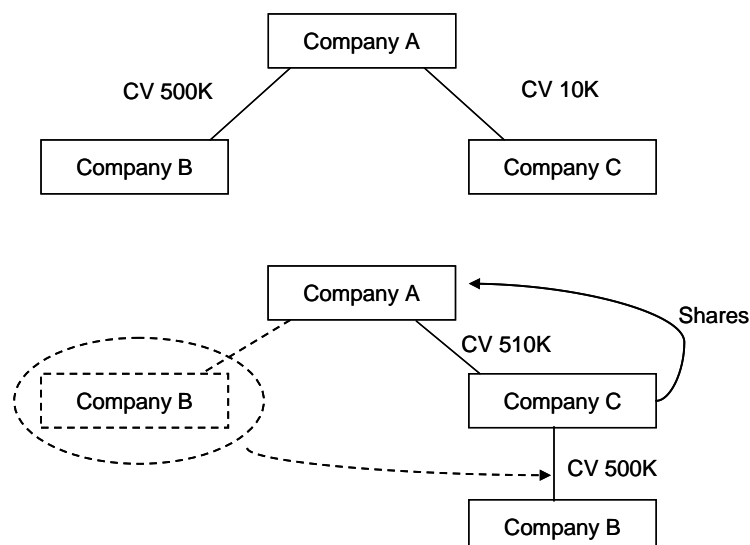 Company A
CV 500K
CV 10K
Company B
Company C
Company A
Shares
CV 510K
Company B
Company C
CV 500K
Company B